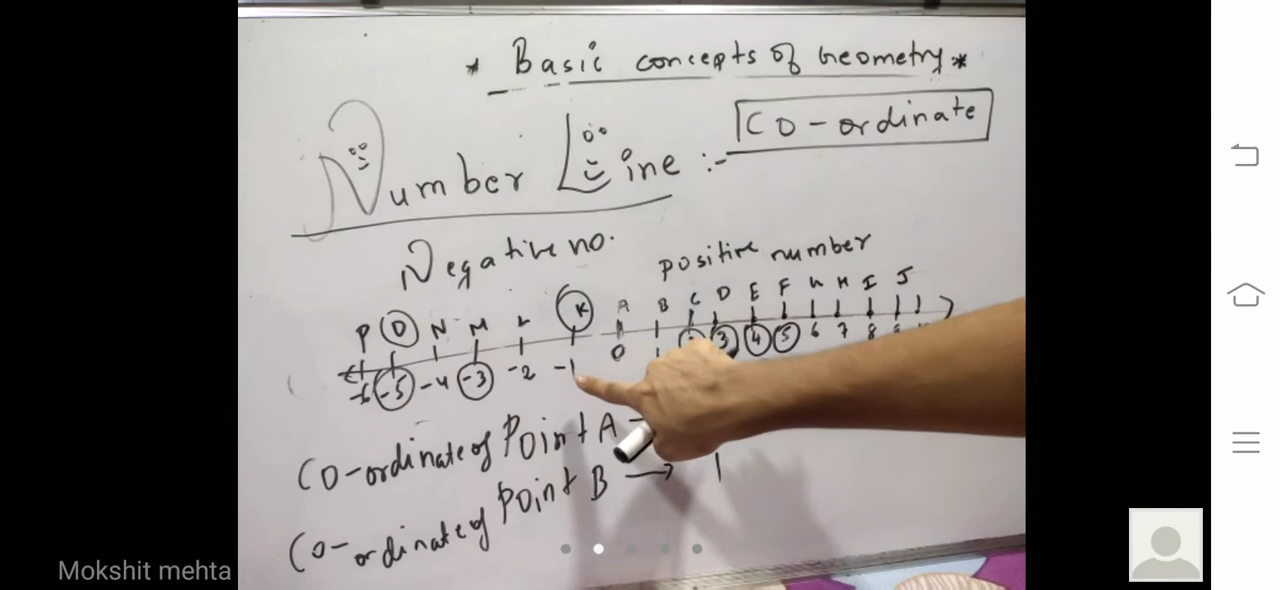 * Basic concepts of Geometry *
Number Line :- CO-ordinate
Negative no. positive number
P O N M L K A B C D E F G H I J
-6 -5 -4 -3 -2 -1 0 3 4 5 6 7 8
CO-ordinate of Point A
CO-ordinate of Point B → 1
Mokshit mehta